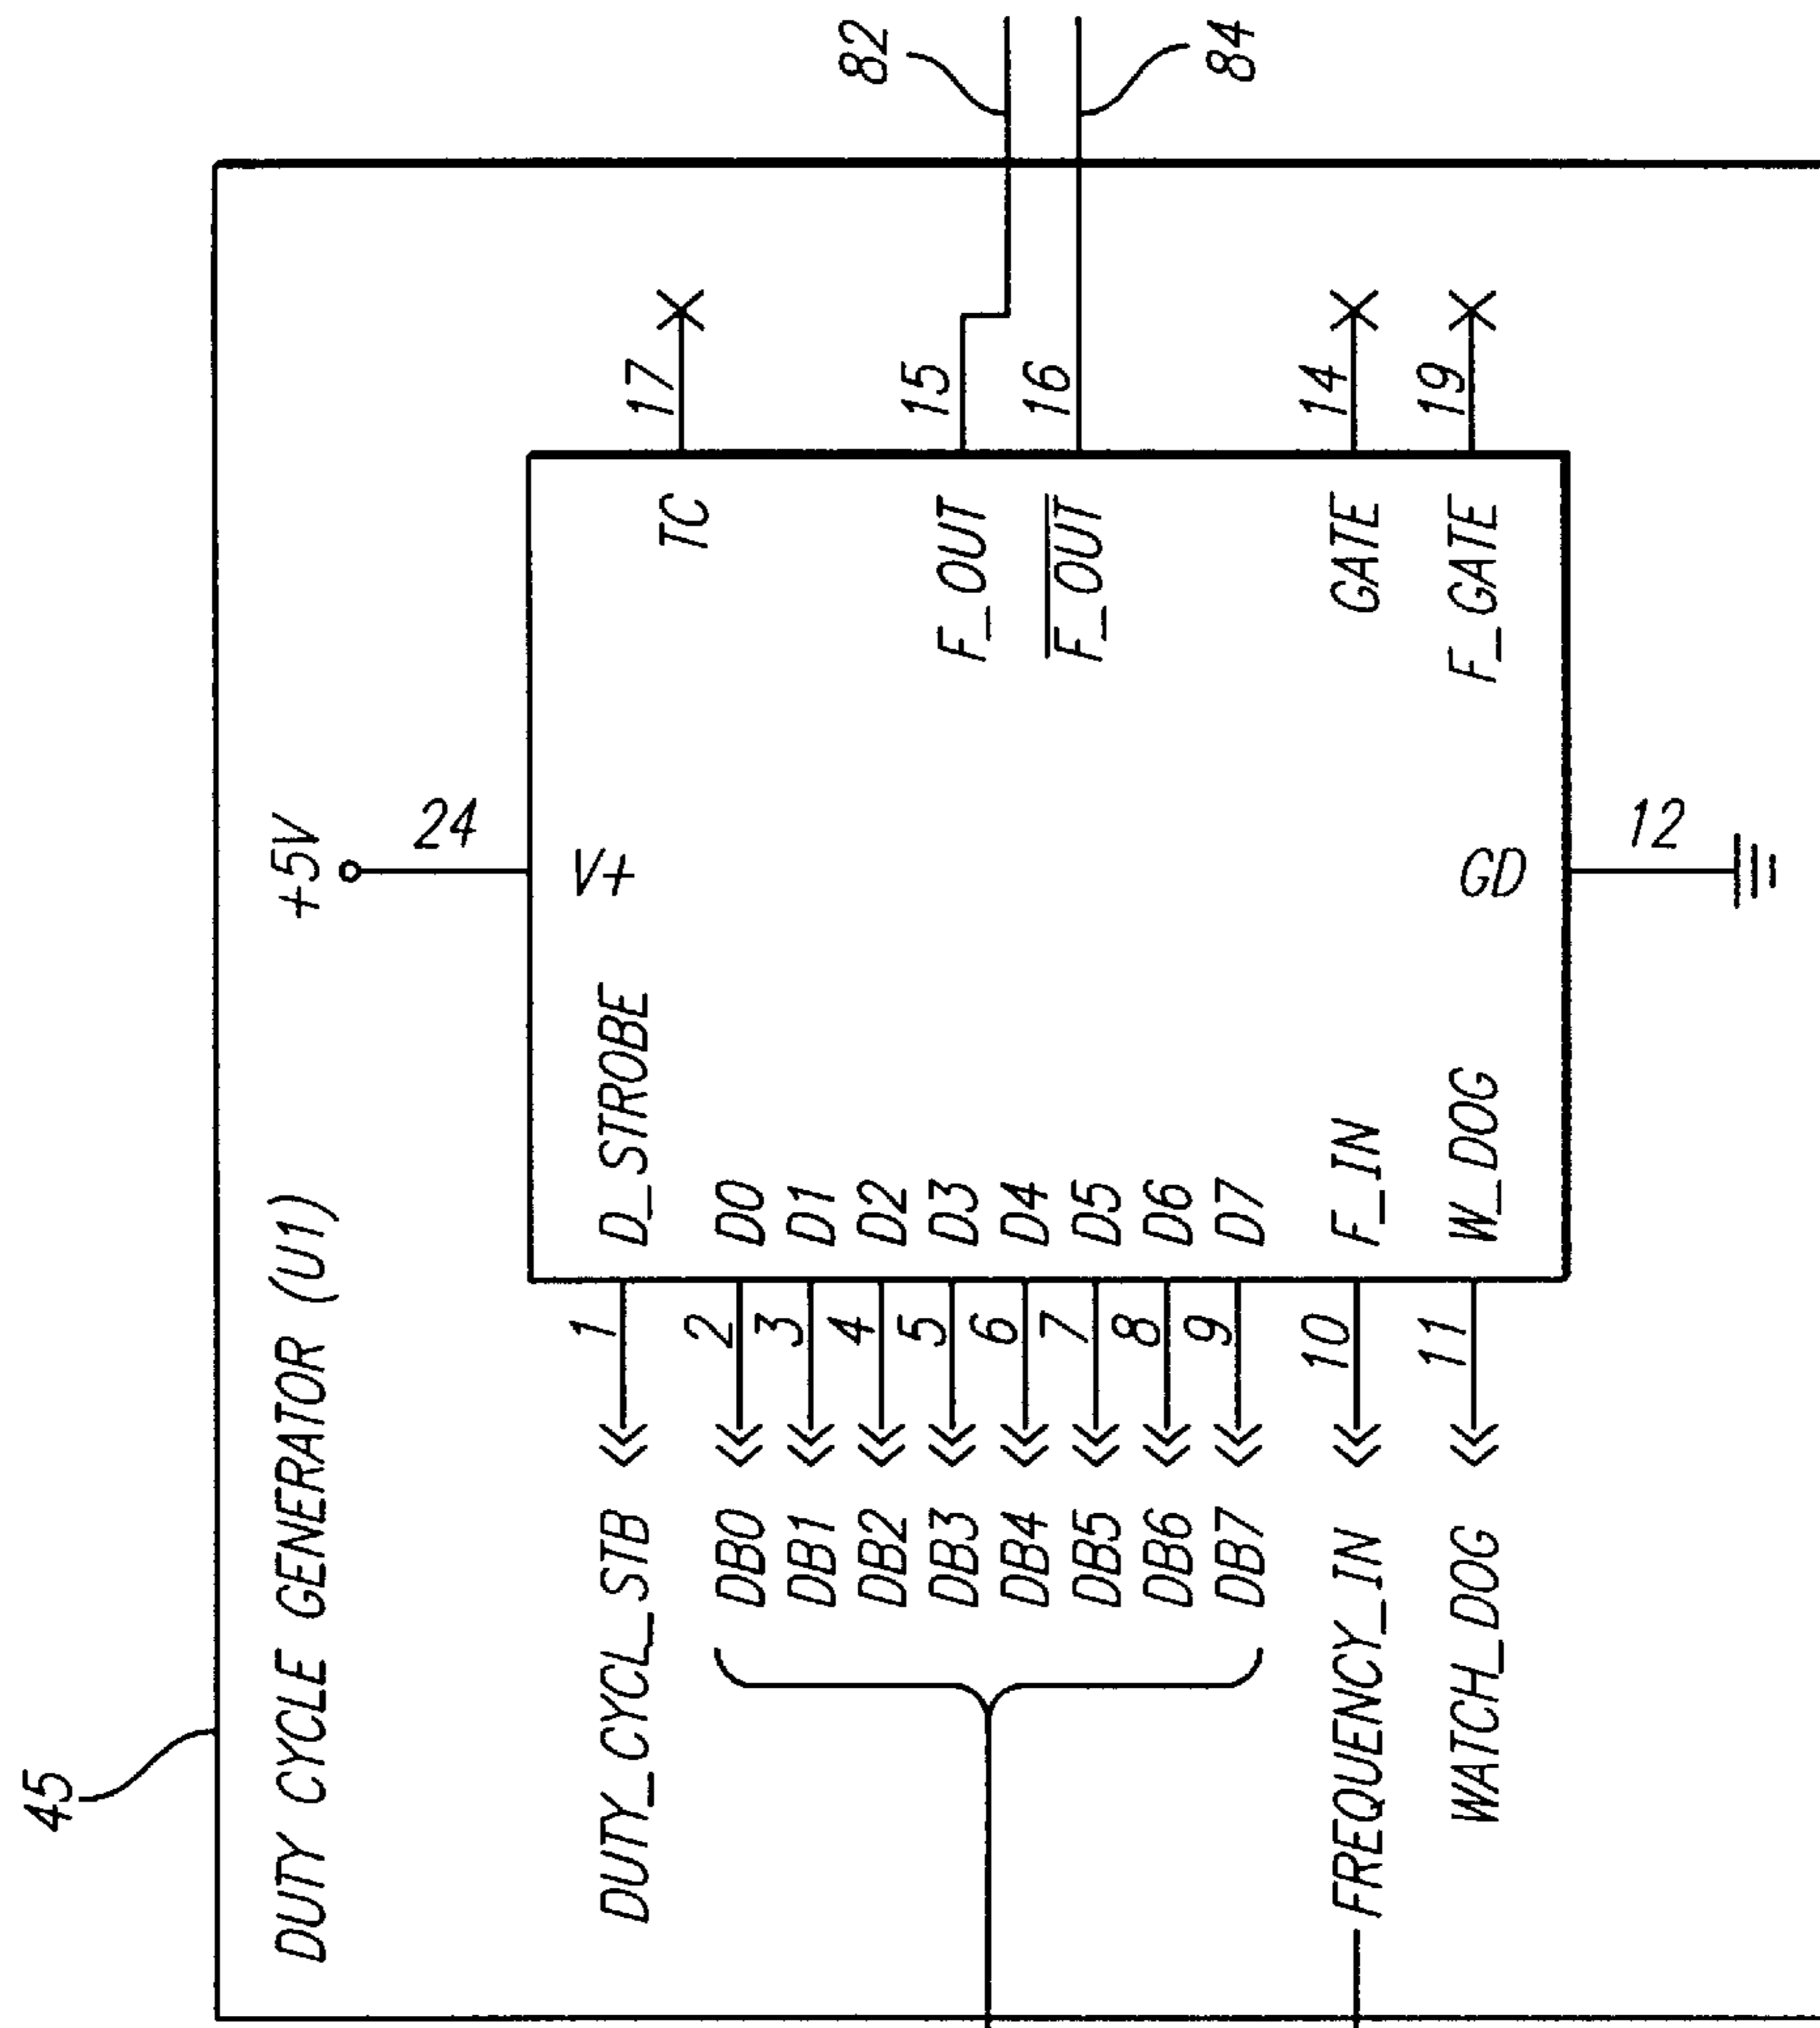 45
DUTY CYCLE GENERATOR (U1)
+5V
24
V+
DUTY_CYCL_STB
1
D_STROBE
TC
17
DB0
2
D0
DB1
3
D1
DB2
4
D2
DB3
5
D3
DB4
6
D4
DB5
7
D5
DB6
8
D6
DB7
9
D7
F_OUT
15
82
F_OUT
16
84
FREQUENCY_IN
10
F_IN
GATE
14
WATCH_DOG
11
W_DOG
GD
F_GATE
19
12